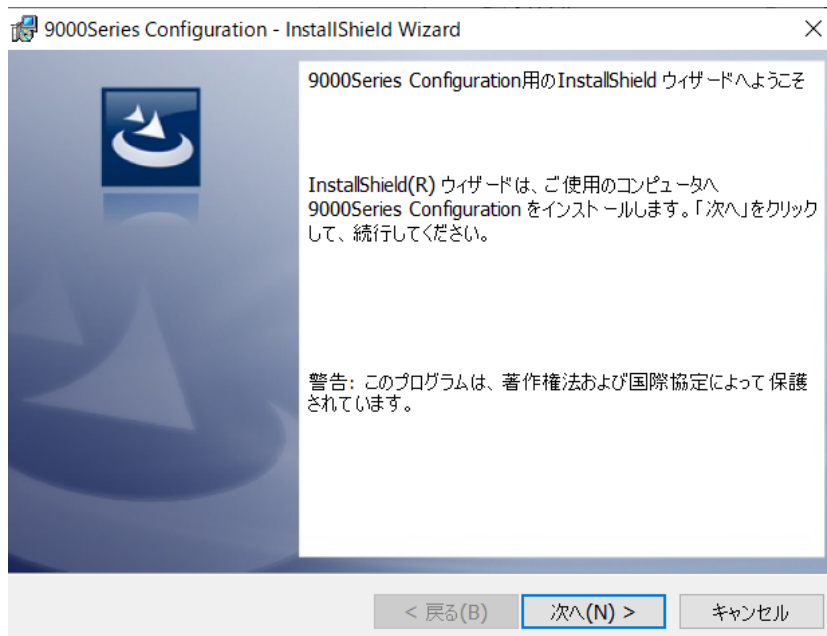 9000Series Configuration - InstallShield Wizard
9000Series Configuration用のInstallShield ウィザードへようこそ
InstallShield(R) ウィザードは、ご使用のコンピュータへ
9000Series Configuration をインストールします。「次へ」をクリック
して、続行してください。
警告: このプログラムは、著作権法および国際協定によって保護
されています。
< 戻る(B)
次へ(N) >
キャンセル